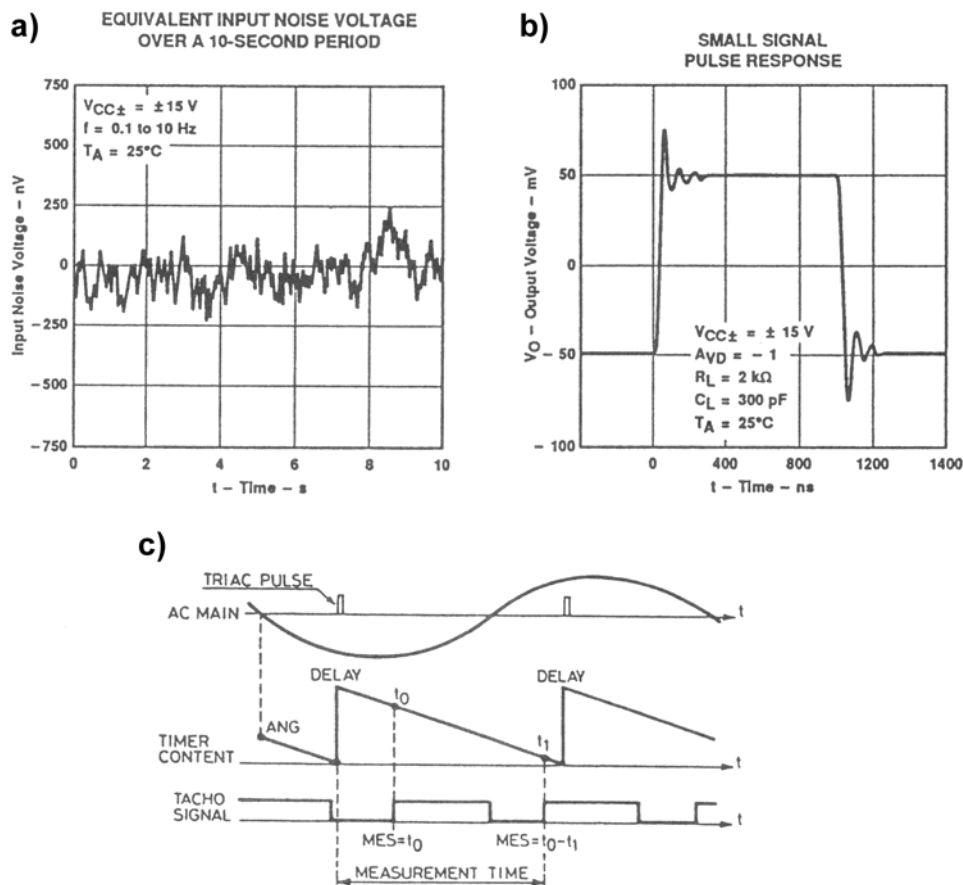 a)
EQUIVALENT INPUT NOISE VOLTAGE
OVER A 10-SECOND PERIOD
750
500
250
0
-250
-500
-750
Input Noise Voltage - nV
VCC± = ±15 V
f = 0.1 to 10 Hz
TA = 25°C
0
2
4
6
8
10
t - Time - s
b)
SMALL SIGNAL
PULSE RESPONSE
100
50
0
-50
-100
VO - Output Voltage - mV
VCC± = ± 15 V
AVD = - 1
RL = 2 kΩ
CL = 300 pF
TA = 25°C
0
400
800
1200
1400
t - Time - ns
c)
TRIAC PULSE
AC MAIN
t
DELAY
t0
DELAY
ANG
t1
TIMER
CONTENT
t
TACHO
SIGNAL
t
MES=t0
MES=t0-t1
MEASUREMENT TIME